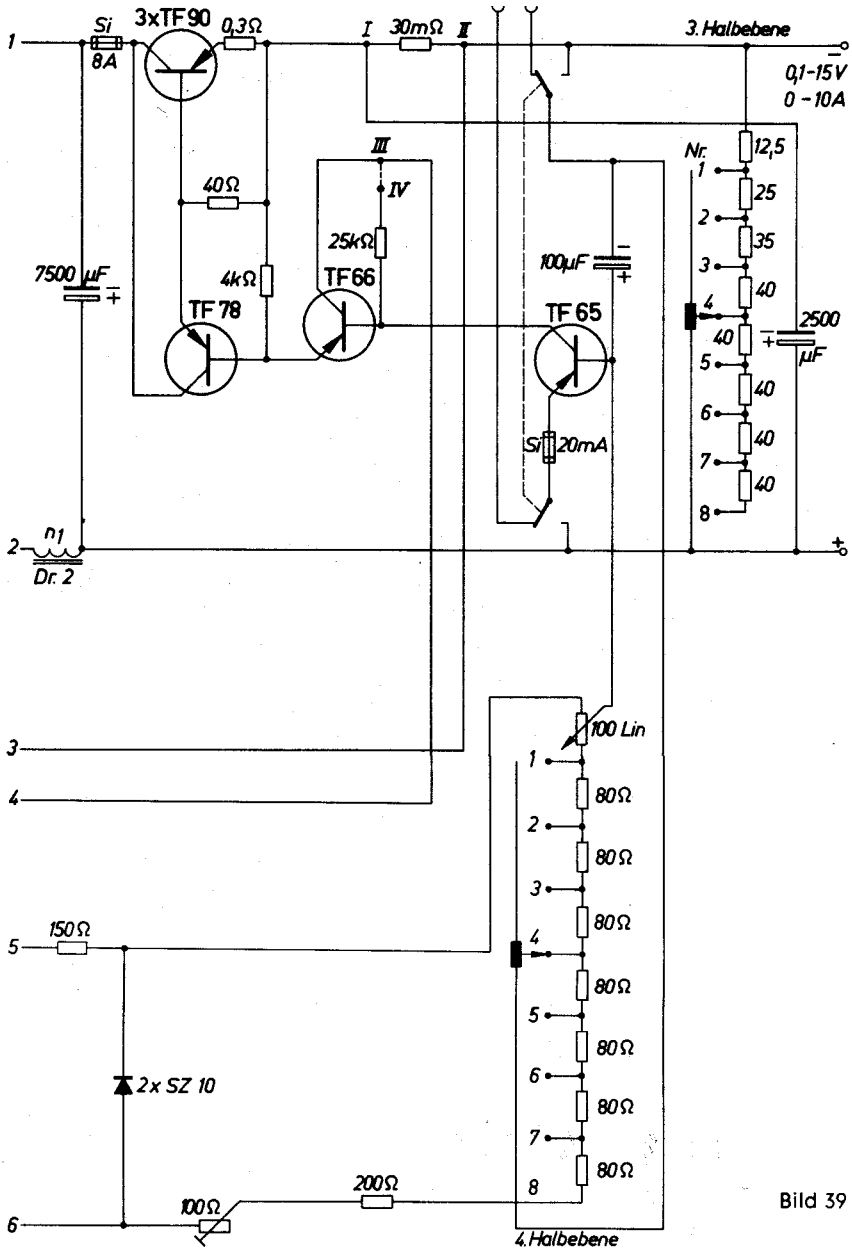 1
Si
8A
3xTF90
0,3Ω
I
30mΩ
II
3. Halbebene
−
0,1-15V
0-10A
12,5
Nr.
1
25
2
35
3
40
4
40
5
40
6
40
7
40
8
2500
µF
−
+
III
IV
40Ω
25kΩ
4kΩ
7500 µF
−
+
TF78
TF66
TF65
100µF
−
+
Si 20mA
2
n1
Dr. 2
+
3
4
100 Lin
1
80Ω
2
80Ω
3
80Ω
4
80Ω
5
80Ω
6
80Ω
7
80Ω
8
5
150Ω
2x SZ 10
6
100Ω
200Ω
4. Halbebene
Bild 39